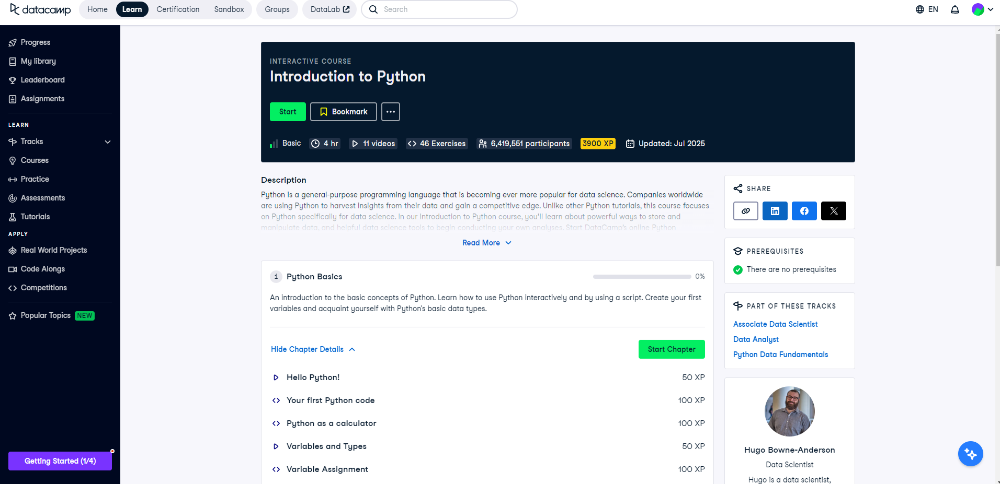 datacamp
Home
Learn
Certification
Sandbox
Groups
DataLab
Search
EN
Progress
My library
Leaderboard
Assignments
LEARN
Tracks
Courses
Practice
Assessments
Tutorials
APPLY
Real World Projects
Code Alongs
Competitions
Popular Topics NEW
Getting Started (1/4)
INTERACTIVE COURSE
Introduction to Python
Start
Bookmark
Basic
4 hr
11 videos
46 Exercises
6,419,551 participants
3900 XP
Updated: Jul 2025
Description
Python is a general-purpose programming language that is becoming ever more popular for data science. Companies worldwide
are using Python to harvest insights from their data and gain a competitive edge. Unlike other Python tutorials, this course focuses
on Python specifically for data science. In our Introduction to Python course, you’ll learn about powerful ways to store and
manipulate data, and helpful data science tools to begin conducting your own analyses. Start DataCamp’s online Python
Read More
1 Python Basics
0%
An introduction to the basic concepts of Python. Learn how to use Python interactively and by using a script. Create your first
variables and acquaint yourself with Python's basic data types.
Hide Chapter Details
Start Chapter
Hello Python!
50 XP
Your first Python code
100 XP
Python as a calculator
100 XP
Variables and Types
50 XP
Variable Assignment
100 XP
SHARE
PREREQUISITES
There are no prerequisites
PART OF THESE TRACKS
Associate Data Scientist
Data Analyst
Python Data Fundamentals
Hugo Bowne-Anderson
Data Scientist
Hugo is a data scientist,